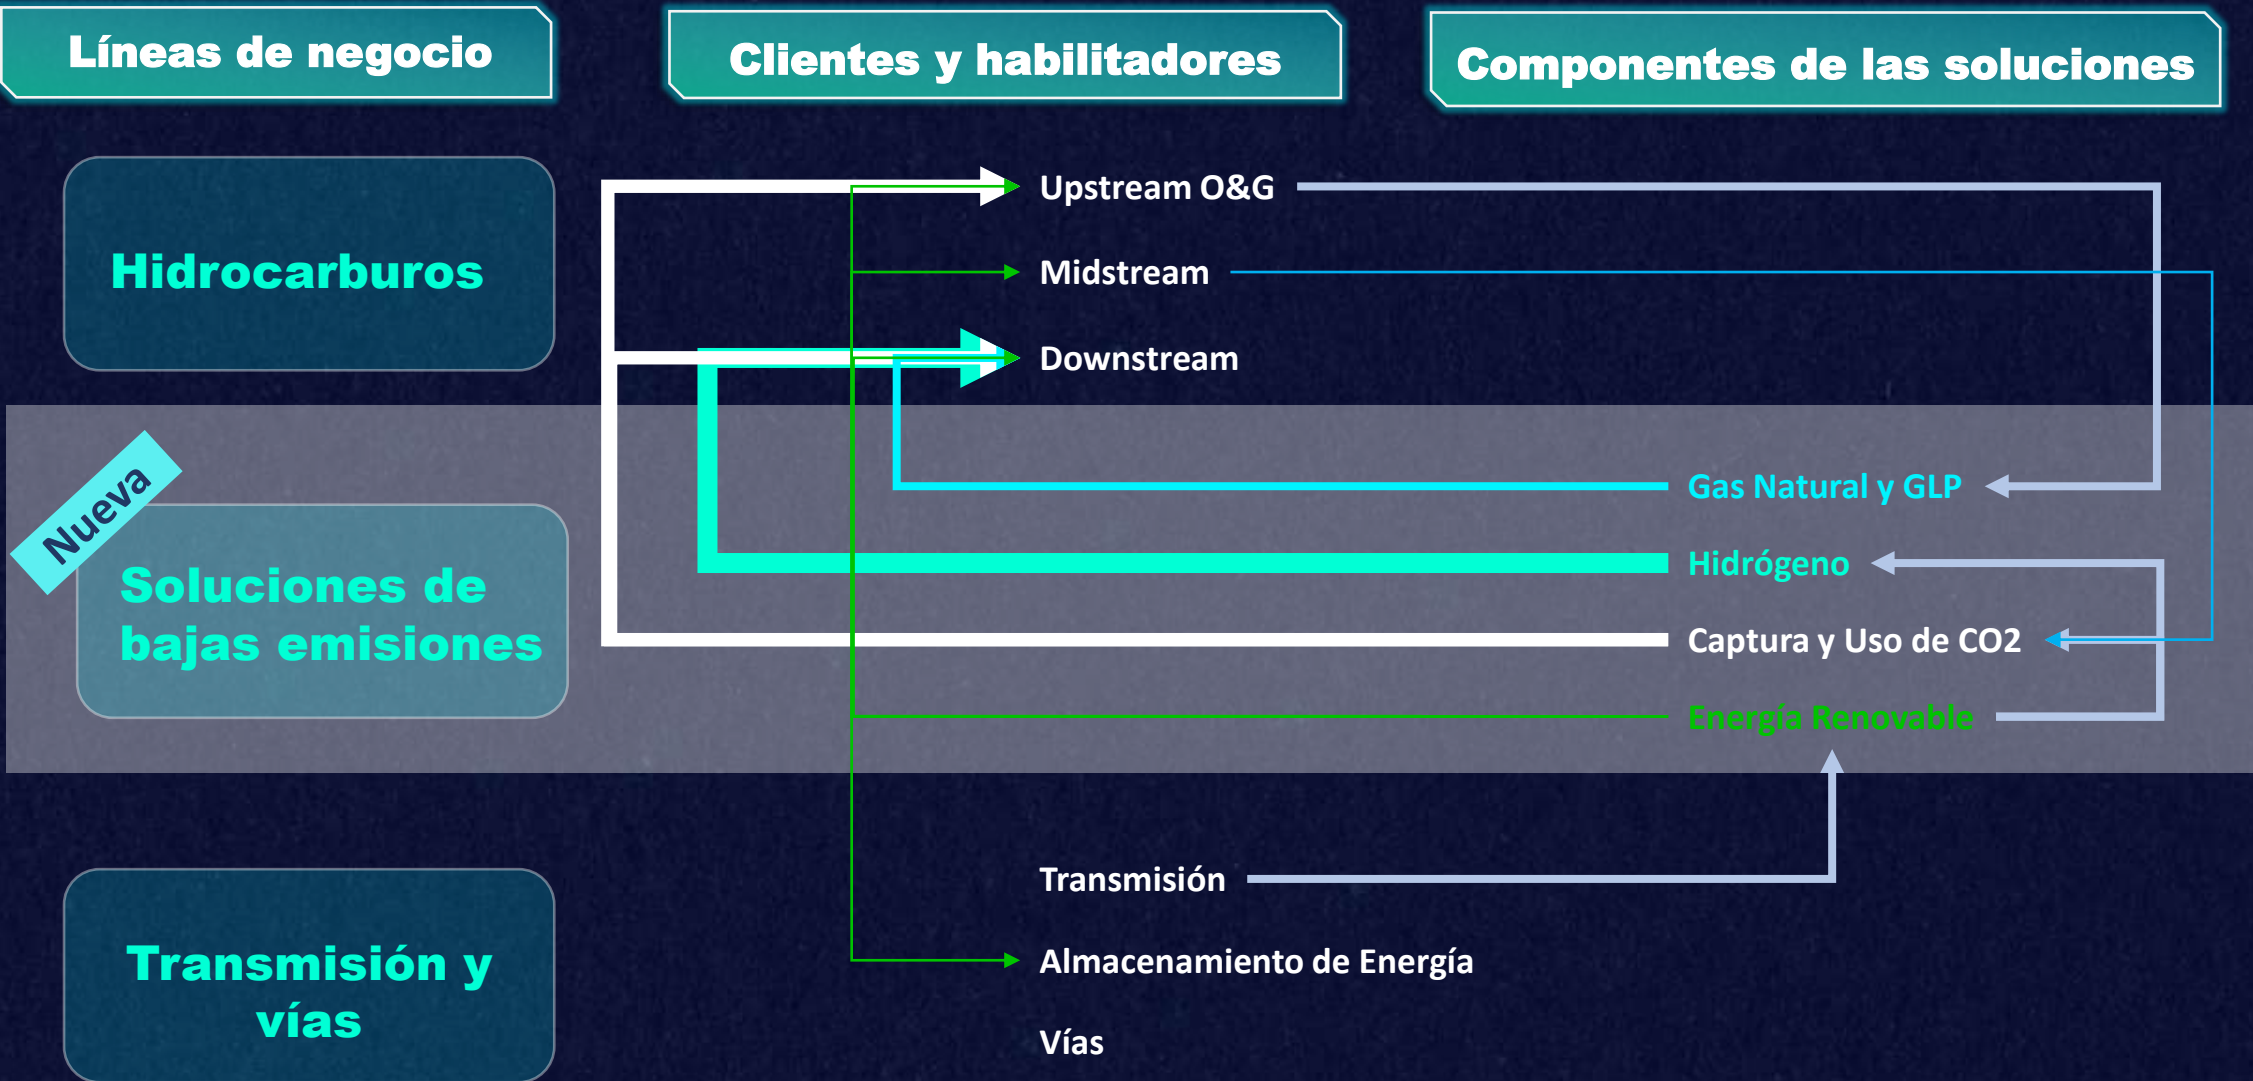 Líneas de negocio
Clientes y habilitadores
Componentes de las soluciones
Hidrocarburos
Upstream O&G
Midstream
Downstream
Nueva
Soluciones de
bajas emisiones
Gas Natural y GLP
Hidrógeno
Captura y Uso de CO2
Energía Renovable
Transmisión y
vías
Transmisión
Almacenamiento de Energía
Vías